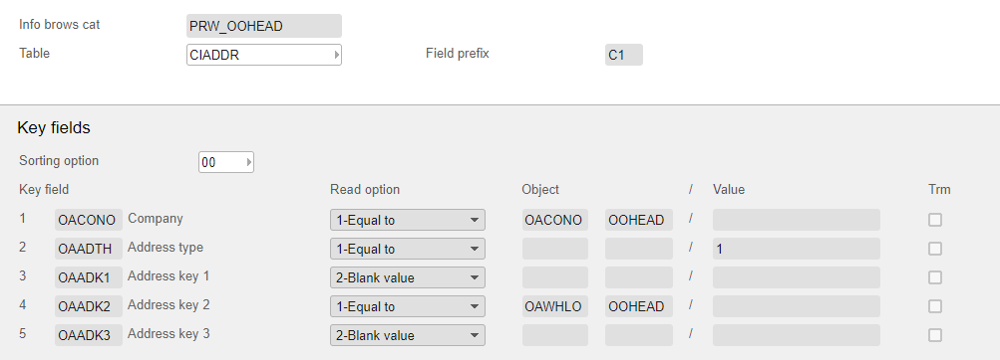 Info brows cat PRW_OOHEAD
Table CIADDR Field prefix C1
Key fields
Sorting option 00
Key field Read option Object / Value Trm
1 OACONO Company 1-Equal to OACONO OOHEAD /
2 OAADTH Address type 1-Equal to / 1
3 OAADK1 Address key 1 2-Blank value /
4 OAADK2 Address key 2 1-Equal to OAWHLO OOHEAD /
5 OAADK3 Address key 3 2-Blank value /